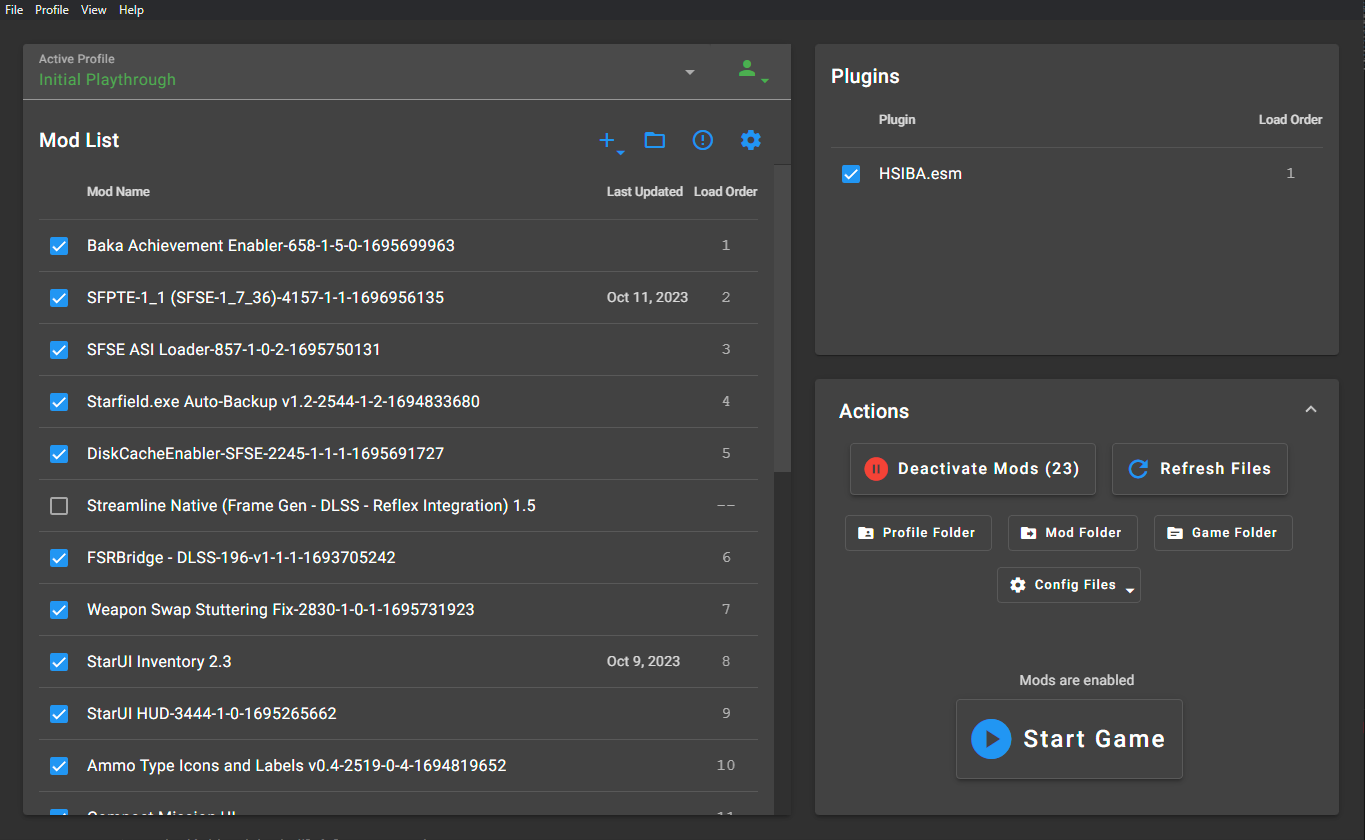 File Profile View Help
Active Profile
Initial Playthrough
Mod List
Mod Name Last Updated Load Order
Baka Achievement Enabler-658-1-5-0-1695699963 1
SFPTE-1_1 (SFSE-1_7_36)-4157-1-1-1696956135 Oct 11, 2023 2
SFSE ASI Loader-857-1-0-2-1695750131 3
Starfield.exe Auto-Backup v1.2-2544-1-2-1694833680 4
DiskCacheEnabler-SFSE-2245-1-1-1-1695691727 5
Streamline Native (Frame Gen - DLSS - Reflex Integration) 1.5 --
FSRBridge - DLSS-196-v1-1-1-1693705242 6
Weapon Swap Stuttering Fix-2830-1-0-1-1695731923 7
StarUI Inventory 2.3 Oct 9, 2023 8
StarUI HUD-3444-1-0-1695265662 9
Ammo Type Icons and Labels v0.4-2519-0-4-1694819652 10
Compact Mission UI 11
Plugins
Plugin Load Order
HSIBA.esm 1
Actions
Deactivate Mods (23) Refresh Files
Profile Folder Mod Folder Game Folder
Config Files
Mods are enabled
Start Game